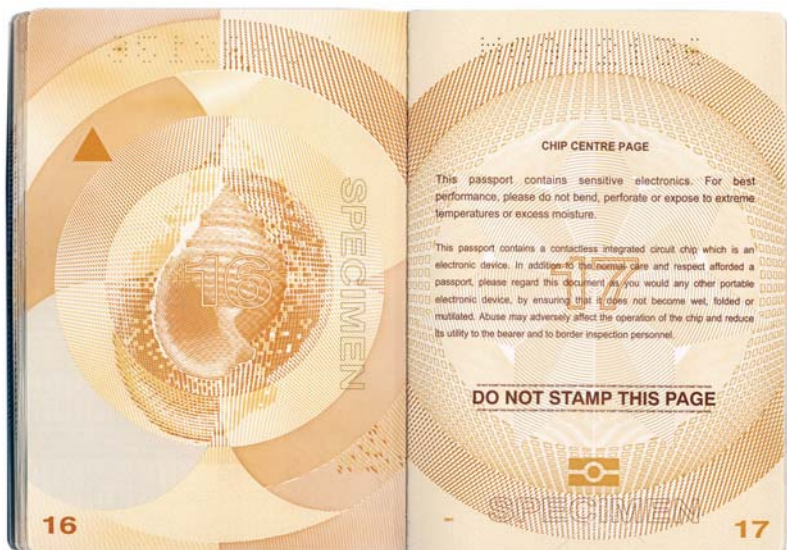 16
SPECIMEN
16
CHIP CENTRE PAGE
This passport contains sensitive electronics. For best
performance, please do not bend, perforate or expose to extreme
temperatures or excess moisture.
This passport contains a contactless integrated circuit chip which is an
electronic device. In addition to the normal care and respect afforded a
passport, please regard this document as you would any other portable
electronic device, by ensuring that it does not become wet, folded or
mutilated. Abuse may adversely affect the operation of the chip and reduce
its utility to the bearer and to border inspection personnel.
17
DO NOT STAMP THIS PAGE
SPECIMEN
17